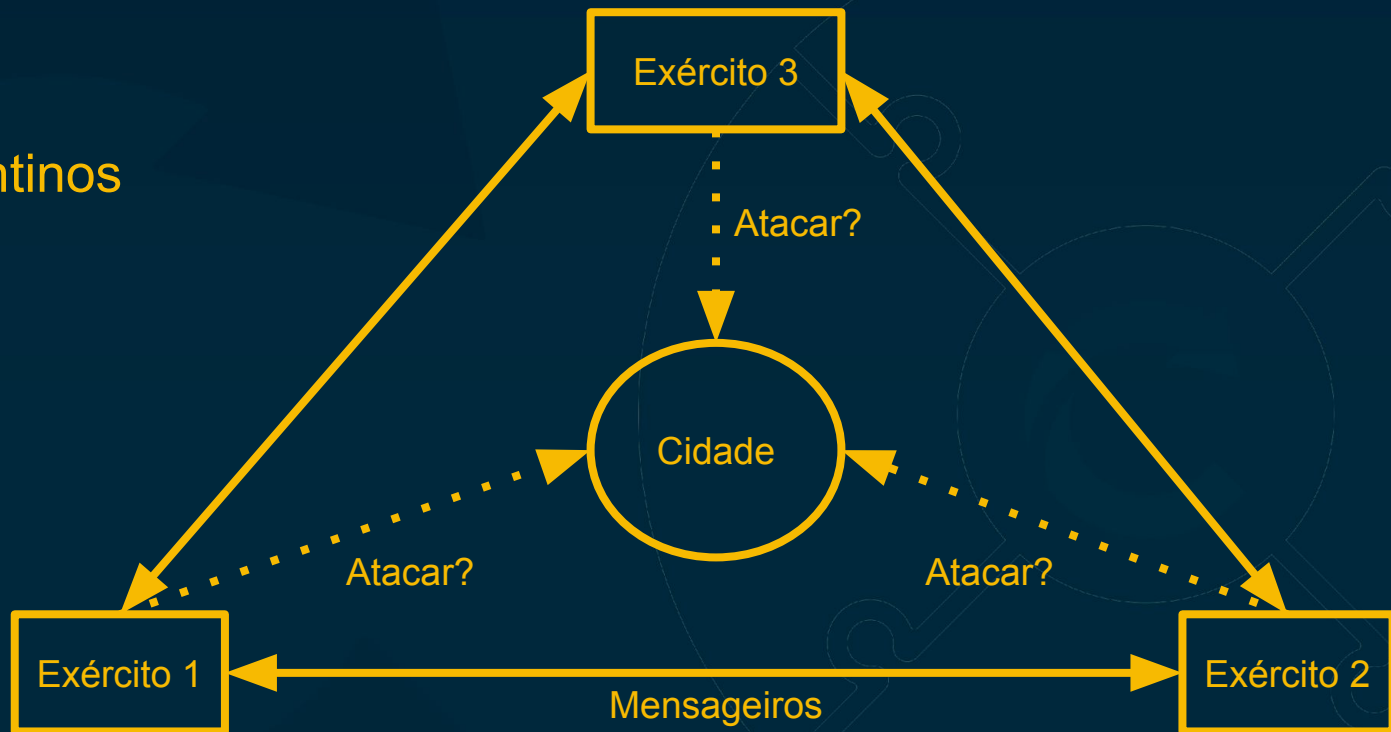 Exército 3
ntinos
Atacar?
Cidade
Atacar?
Atacar?
Exército 1
Exército 2
Mensageiros